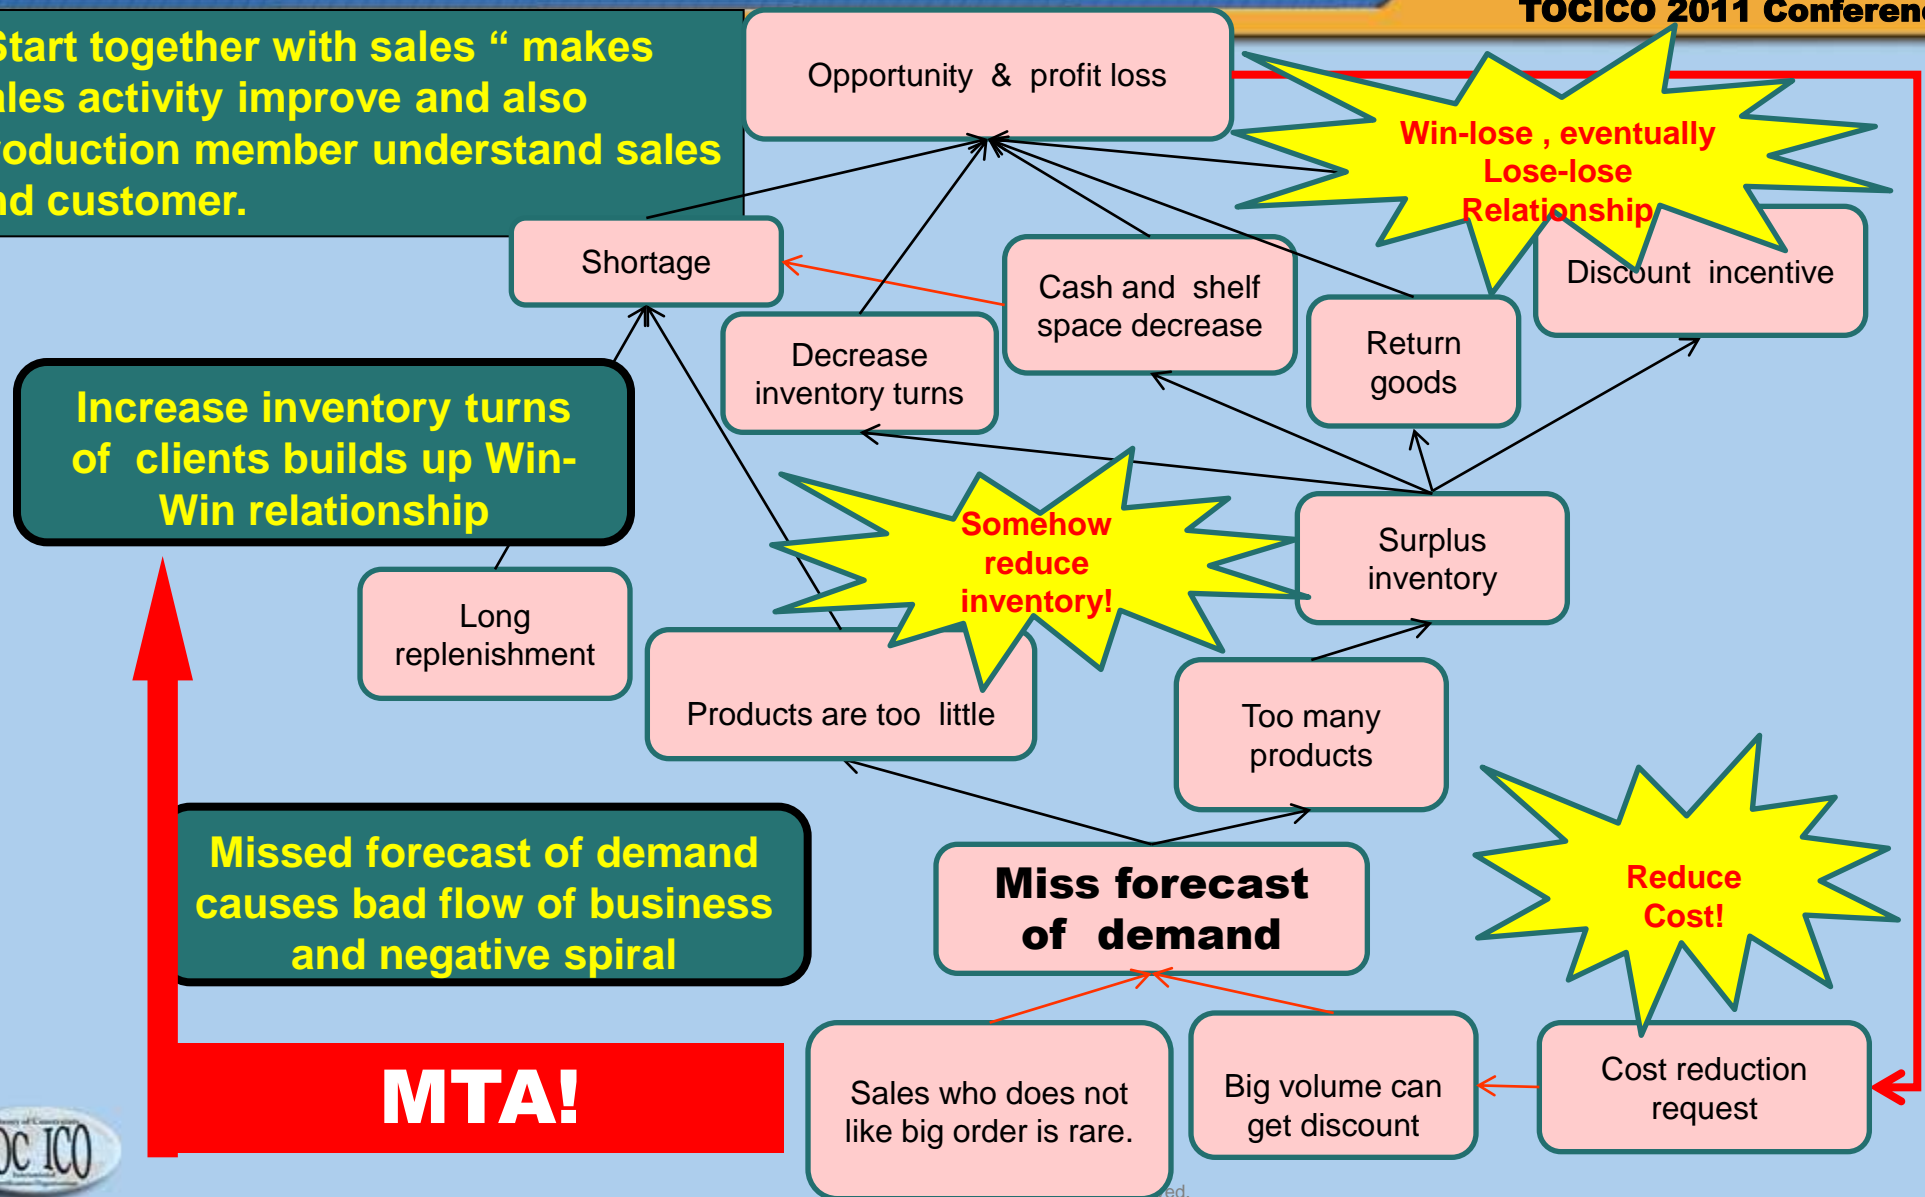 TOCICO 2011 Conferen
Start together with sales “ makes
ales activity improve and also
roduction member understand sales
nd customer.
Opportunity & profit loss
Win-lose , eventually
Lose-lose
Relationship
Shortage
Cash and shelf
space decrease
Discount incentive
Decrease
inventory turns
Return
goods
Increase inventory turns
of clients builds up Win-
Win relationship
Somehow
reduce
inventory!
Surplus
inventory
Long
replenishment
Products are too little
Too many
products
Missed forecast of demand
causes bad flow of business
and negative spiral
Miss forecast
of demand
Reduce
Cost!
MTA!
Sales who does not
like big order is rare.
Big volume can
get discount
Cost reduction
request
OC ICO
ed.